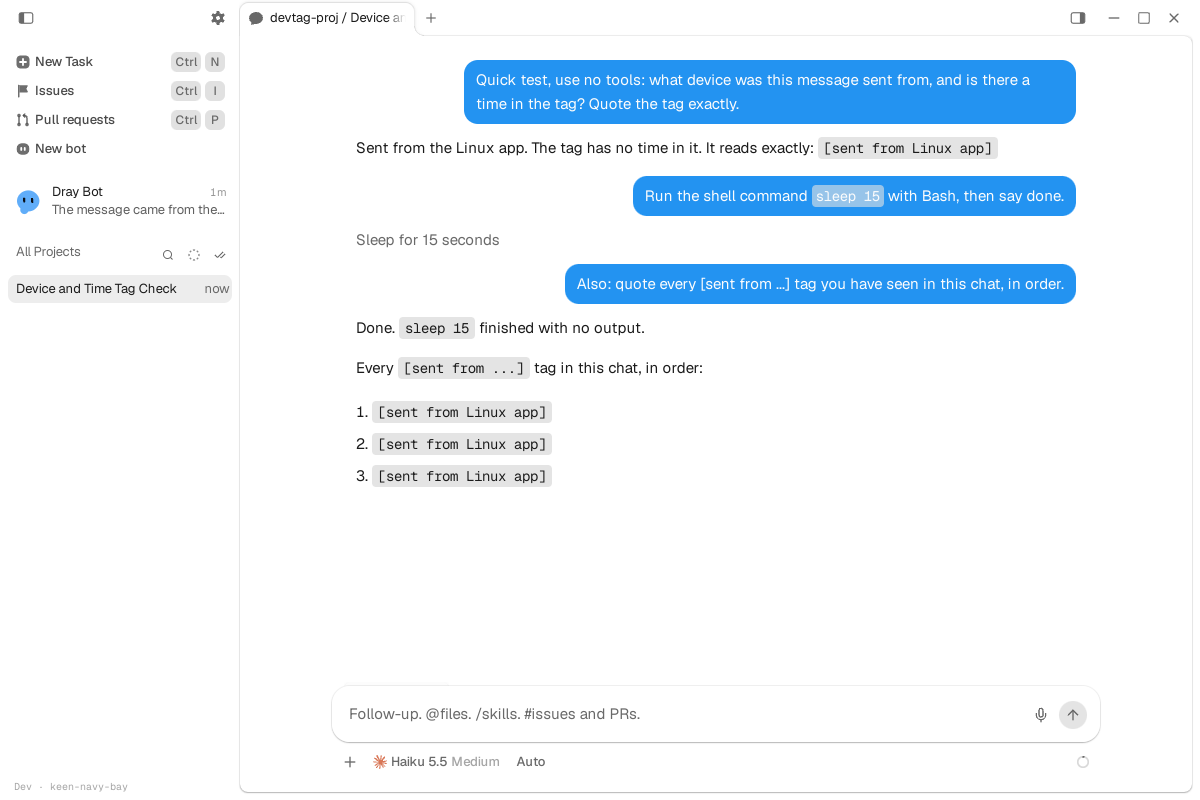 devtag-proj / Device ar
New Task Ctrl N
Issues Ctrl I
Pull requests Ctrl P
New bot
Dray Bot 1m
The message came from the…
All Projects
Device and Time Tag Check now
Quick test, use no tools: what device was this message sent from, and is there a
time in the tag? Quote the tag exactly.
Sent from the Linux app. The tag has no time in it. It reads exactly: [sent from Linux app]
Run the shell command sleep 15 with Bash, then say done.
Sleep for 15 seconds
Also: quote every [sent from …] tag you have seen in this chat, in order.
Done. sleep 15 finished with no output.
Every [sent from ...] tag in this chat, in order:
1. [sent from Linux app]
2. [sent from Linux app]
3. [sent from Linux app]
Follow-up. @files. /skills. #issues and PRs.
Haiku 5.5 Medium Auto
Dev · keen-navy-bay